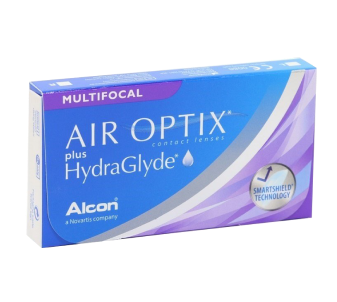 MULTIFOCAL
AIR OPTIX®
contact lenses
plus
HydraGlyde®
Alcon
a Novartis company
SMARTSHIELD®
TECHNOLOGY